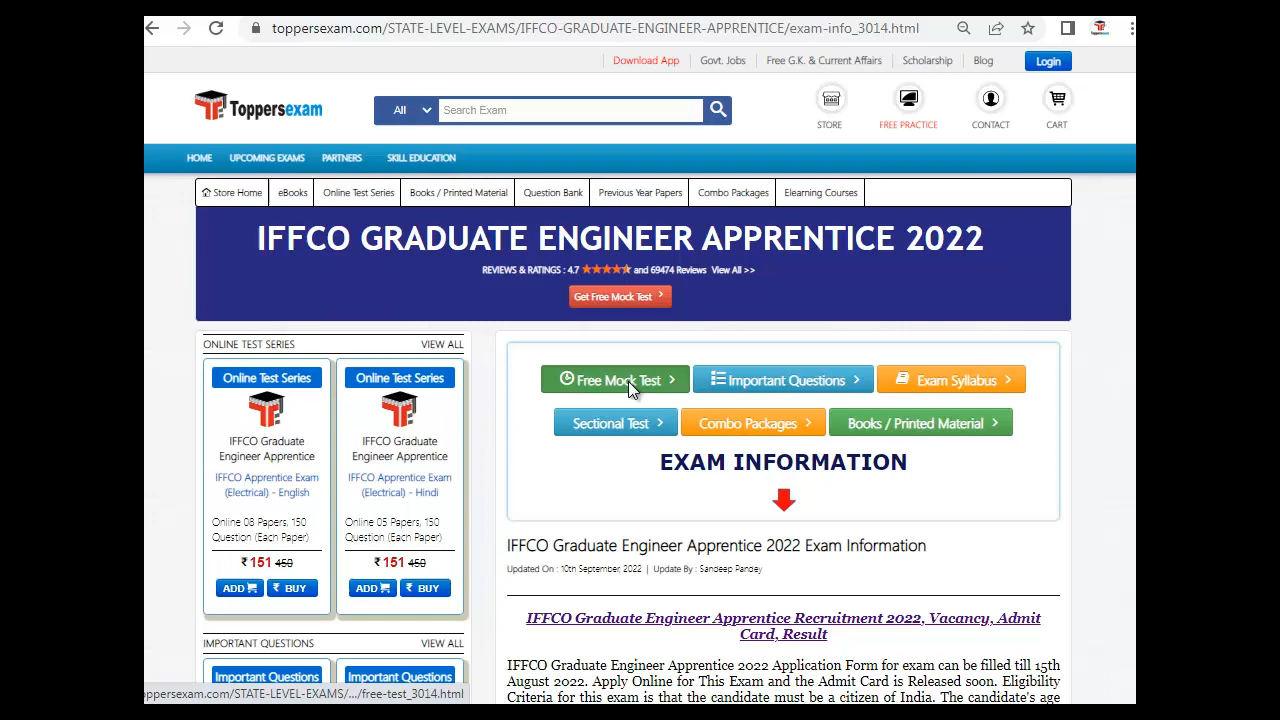 toppersexam.com/STATE-LEVEL-EXAMS/IFFCO-GRADUATE-ENGINEER-APPRENTICE/exam-info_3014.html
Download App Govt. Jobs Free G.K. & Current Affairs Scholarship Blog Login
Toppersexam
All Search Exam
STORE FREE PRACTICE CONTACT CART
HOME UPCOMING EXAMS PARTNERS SKILL EDUCATION
Store Home eBooks Online Test Series Books / Printed Material Question Bank Previous Year Papers Combo Packages Elearning Courses
IFFCO GRADUATE ENGINEER APPRENTICE 2022
REVIEWS & RATINGS : 4.7 and 69474 Reviews View All >>
Get Free Mock Test
ONLINE TEST SERIES VIEW ALL
Online Test Series
IFFCO Graduate
Engineer Apprentice
IFFCO Apprentice Exam
(Electrical) - English
Online 08 Papers, 150
Question (Each Paper)
₹ 151 450
ADD ₹ BUY
Online Test Series
IFFCO Graduate
Engineer Apprentice
IFFCO Apprentice Exam
(Electrical) - Hindi
Online 05 Papers, 150
Question (Each Paper)
₹ 151 450
ADD ₹ BUY
IMPORTANT QUESTIONS VIEW ALL
Important Questions Important Questions
Free Mock Test Important Questions Exam Syllabus
Sectional Test Combo Packages Books / Printed Material
EXAM INFORMATION
IFFCO Graduate Engineer Apprentice 2022 Exam Information
Updated On : 10th September, 2022 | Update By : Sandeep Pandey
IFFCO Graduate Engineer Apprentice Recruitment 2022, Vacancy, Admit
Card, Result
IFFCO Graduate Engineer Apprentice 2022 Application Form for exam can be filled till 15th
August 2022. Apply Online for This Exam and the Admit Card is Released soon. Eligibility
Criteria for this exam is that the candidate must be a citizen of India. The candidate's age
oppersexam.com/STATE-LEVEL-EXAMS/.../free-test_3014.html